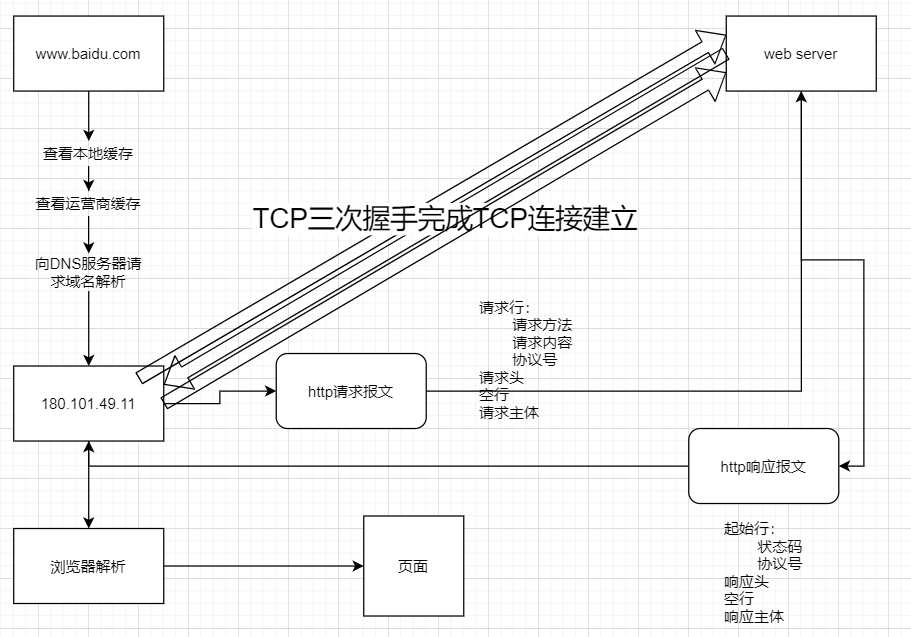 www.baidu.com
web server
查看本地缓存
查看运营商缓存
TCP三次握手完成TCP连接建立
向DNS服务器请
求域名解析
请求行：
请求方法
请求内容
协议号
请求头
空行
请求主体
180.101.49.11
http请求报文
http响应报文
起始行：
状态码
协议号
响应头
空行
响应主体
浏览器解析
页面